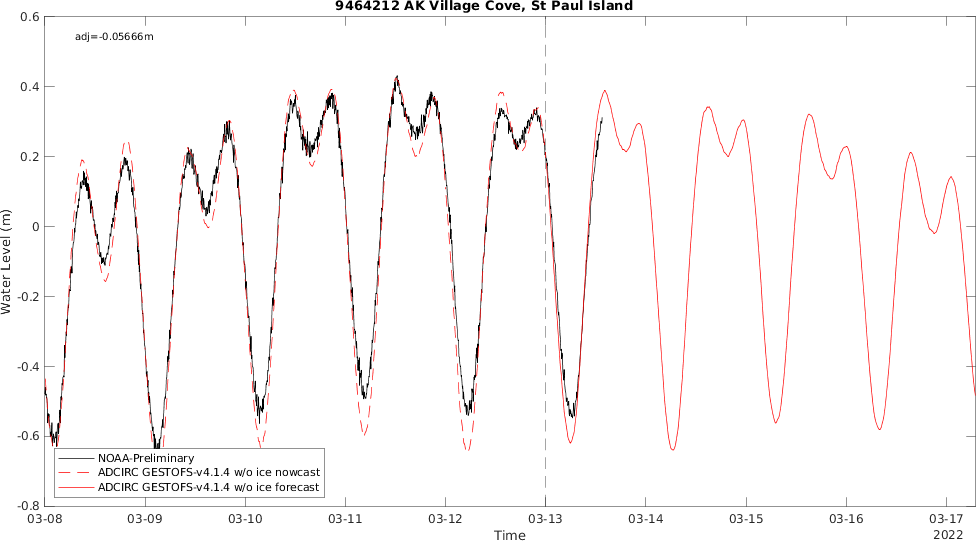 9464212 AK Village Cove, St Paul Island
adj=-0.05666m
0.6
0.4
0.2
0
-0.2
-0.4
-0.6
-0.8
Water Level (m)
NOAA-Preliminary
ADCIRC GESTOFS-v4.1.4 w/o ice nowcast
ADCIRC GESTOFS-v4.1.4 w/o ice forecast
03-08 03-09 03-10 03-11 03-12 03-13 03-14 03-15 03-16 03-17
Time
2022